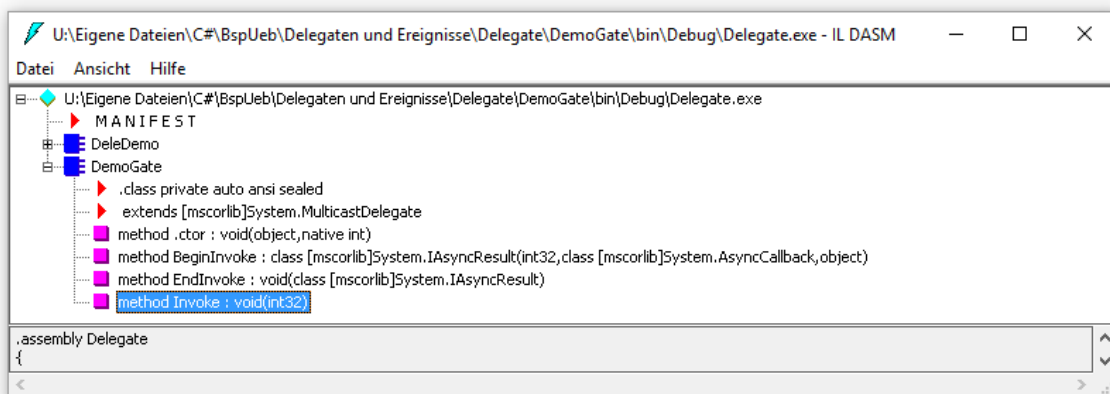 U:\Eigene Dateien\C#\BspUeb\Delegaten und Ereignisse\Delegate\DemoGate\bin\Debug\Delegate.exe - IL DASM
Datei Ansicht Hilfe
U:\Eigene Dateien\C#\BspUeb\Delegaten und Ereignisse\Delegate\DemoGate\bin\Debug\Delegate.exe
M A N I F E S T
DeleDemo
DemoGate
.class private auto ansi sealed
extends [mscorlib]System.MulticastDelegate
method .ctor : void(object,native int)
method BeginInvoke : class [mscorlib]System.IAsyncResult(int32,class [mscorlib]System.AsyncCallback,object)
method EndInvoke : void(class [mscorlib]System.IAsyncResult)
method Invoke : void(int32)
.assembly Delegate
{